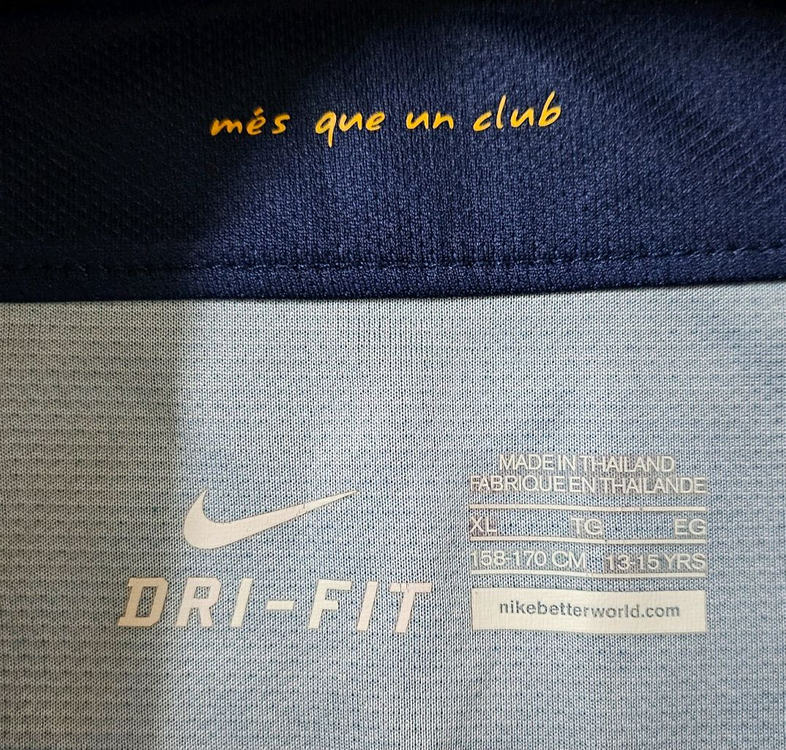 més que un club
MADE IN THAILAND
FABRIQUE EN THAILANDE
XL TG EG
158-170 CM 13-15 YRS
nikebetterworld.com
DRI-FIT